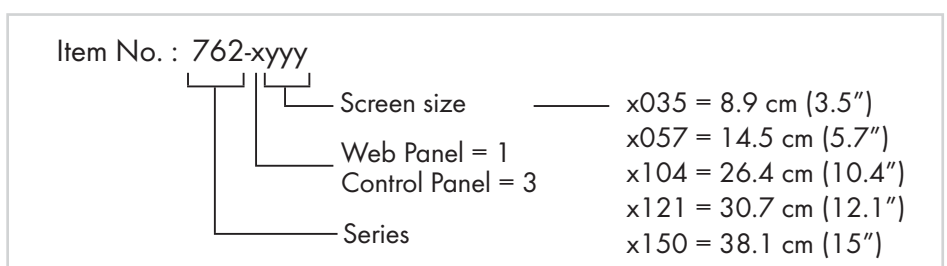 Item No. : 762-xyyy
Screen size
x035 = 8.9 cm (3.5″)
x057 = 14.5 cm (5.7″)
Web Panel = 1
Control Panel = 3
x104 = 26.4 cm (10.4″)
x121 = 30.7 cm (12.1″)
Series
x150 = 38.1 cm (15″)